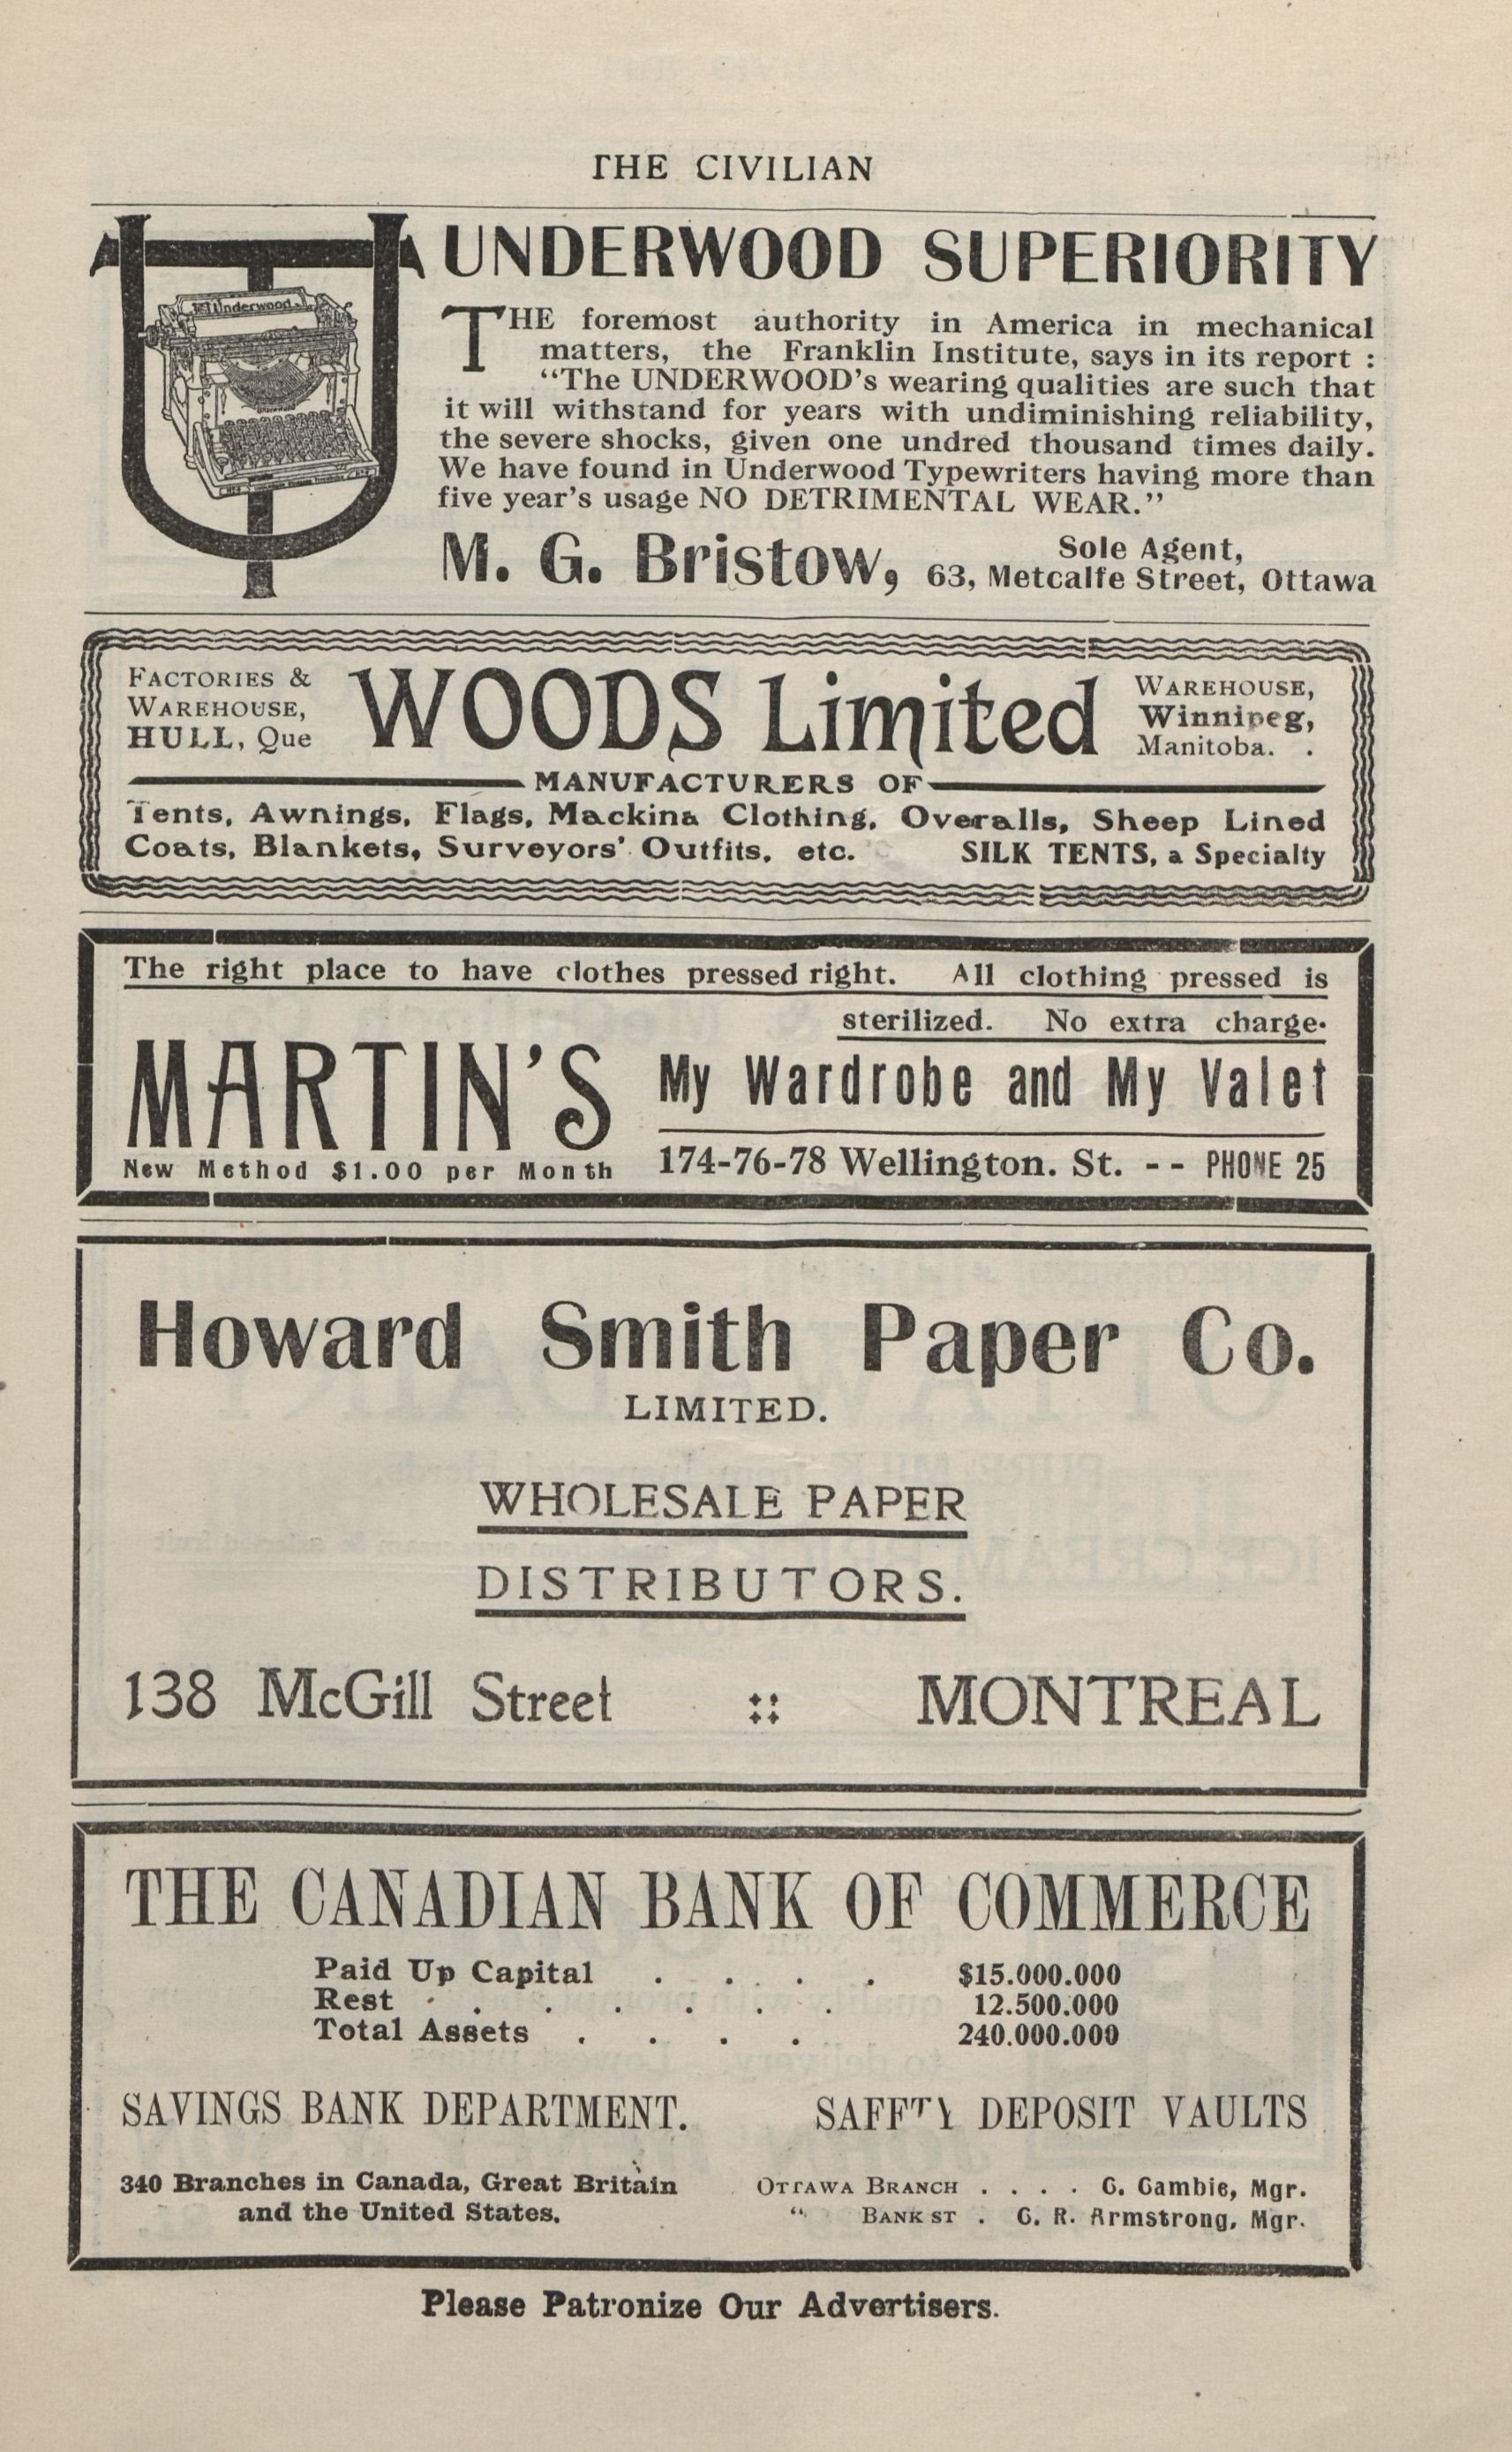 THE CIVILIAN
Underwood
UNDERWOOD SUPERIORITY
THE foremost authority in America in mechanical
matters, the Franklin Institute, says in its report :
“The UNDERWOOD's wearing qualities are such that
it will withstand for years with undiminishing reliability,
the severe shocks, given one undred thousand times daily.
We have found in Underwood Typewriters having more than
five year's usage NO DETRIMENTAL WEAR.”
M. G. Bristow, Sole Agent,
63, Metcalfe Street, Ottawa
FACTORIES &
WAREHOUSE,
HULL, Que
WOODS Limited
WAREHOUSE,
Winnipeg,
Manitoba. .
MANUFACTURERS OF
Tents, Awnings, Flags, Mackina Clothing, Overalls, Sheep Lined
Coats, Blankets, Surveyors' Outfits, etc. SILK TENTS, a Specialty
The right place to have clothes pressed right. All clothing pressed is
sterilized. No extra charge.
MARTIN'S
My Wardrobe and My Valet
New Method $1.00 per Month
174-76-78 Wellington. St. - - PHONE 25
Howard Smith Paper Co.
LIMITED.
WHOLESALE PAPER
DISTRIBUTORS.
138 McGill Street :: MONTREAL
THE CANADIAN BANK OF COMMERCE
Paid Up Capital . . . . $15.000.000
Rest . . . . . . 12.500.000
Total Assets . . . . 240.000.000
SAVINGS BANK DEPARTMENT. SAFETY DEPOSIT VAULTS
340 Branches in Canada, Great Britain
and the United States.
OTTAWA BRANCH . . . . G. Gambie, Mgr.
“ BANK ST . G. R. Armstrong, Mgr.
Please Patronize Our Advertisers.